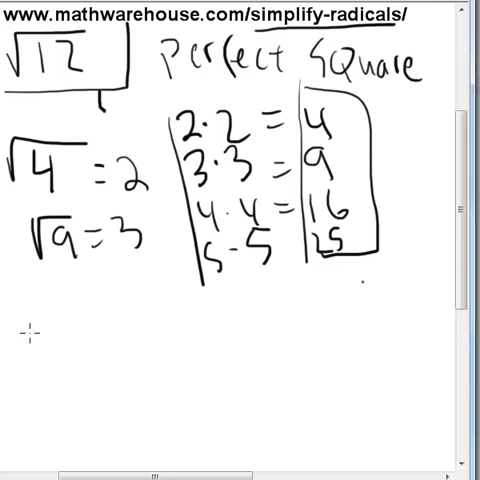 www.mathwarehouse.com/simplify-radicals/
√12 Perfect Square
2·2 = 4
√4 = 2 3·3 = 9
4·4 = 16
√9 = 3 5-5 25